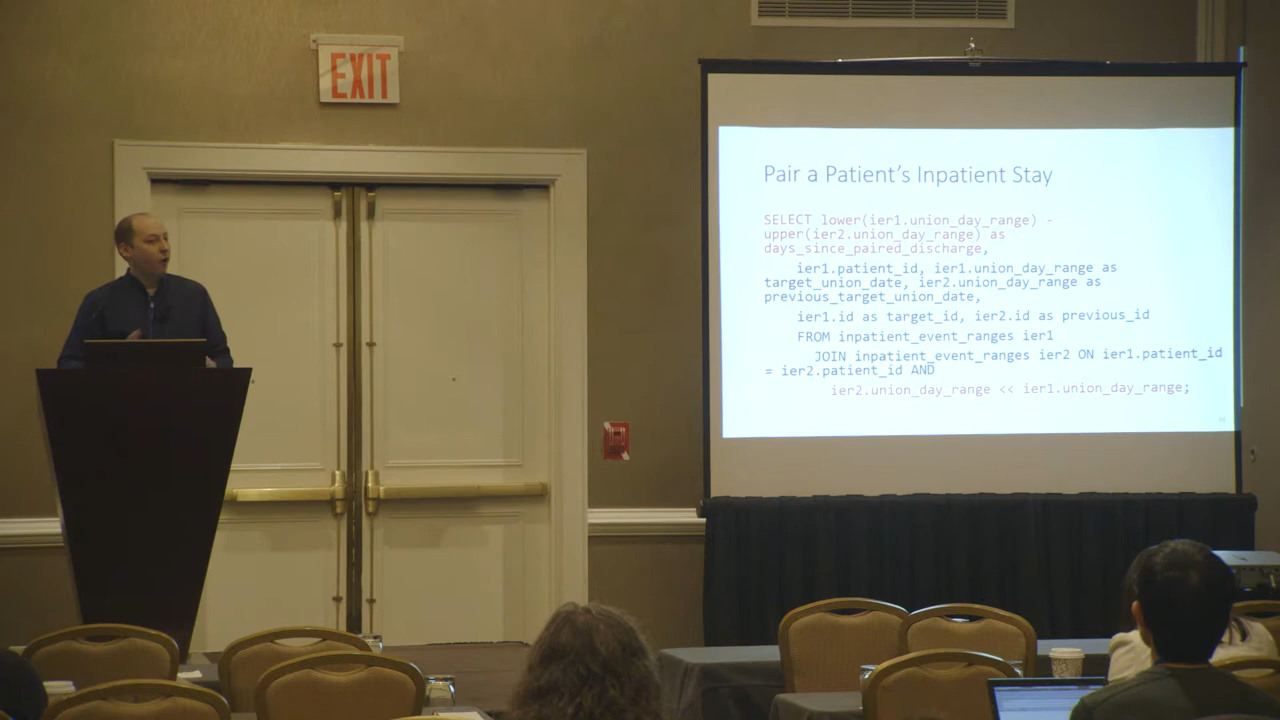 EXIT
Pair a Patient's Inpatient Stay
SELECT lower(ier1.union_day_range) -
upper(ier2.union_day_range) as
days_since_paired_discharge,
ier1.patient_id, ier1.union_day_range as
target_union_date, ier2.union_day_range as
previous_target_union_date,
ier1.id as target_id, ier2.id as previous_id
FROM inpatient_event_ranges ier1
JOIN inpatient_event_ranges ier2 ON ier1.patient_id
= ier2.patient_id AND
ier2.union_day_range << ier1.union_day_range;